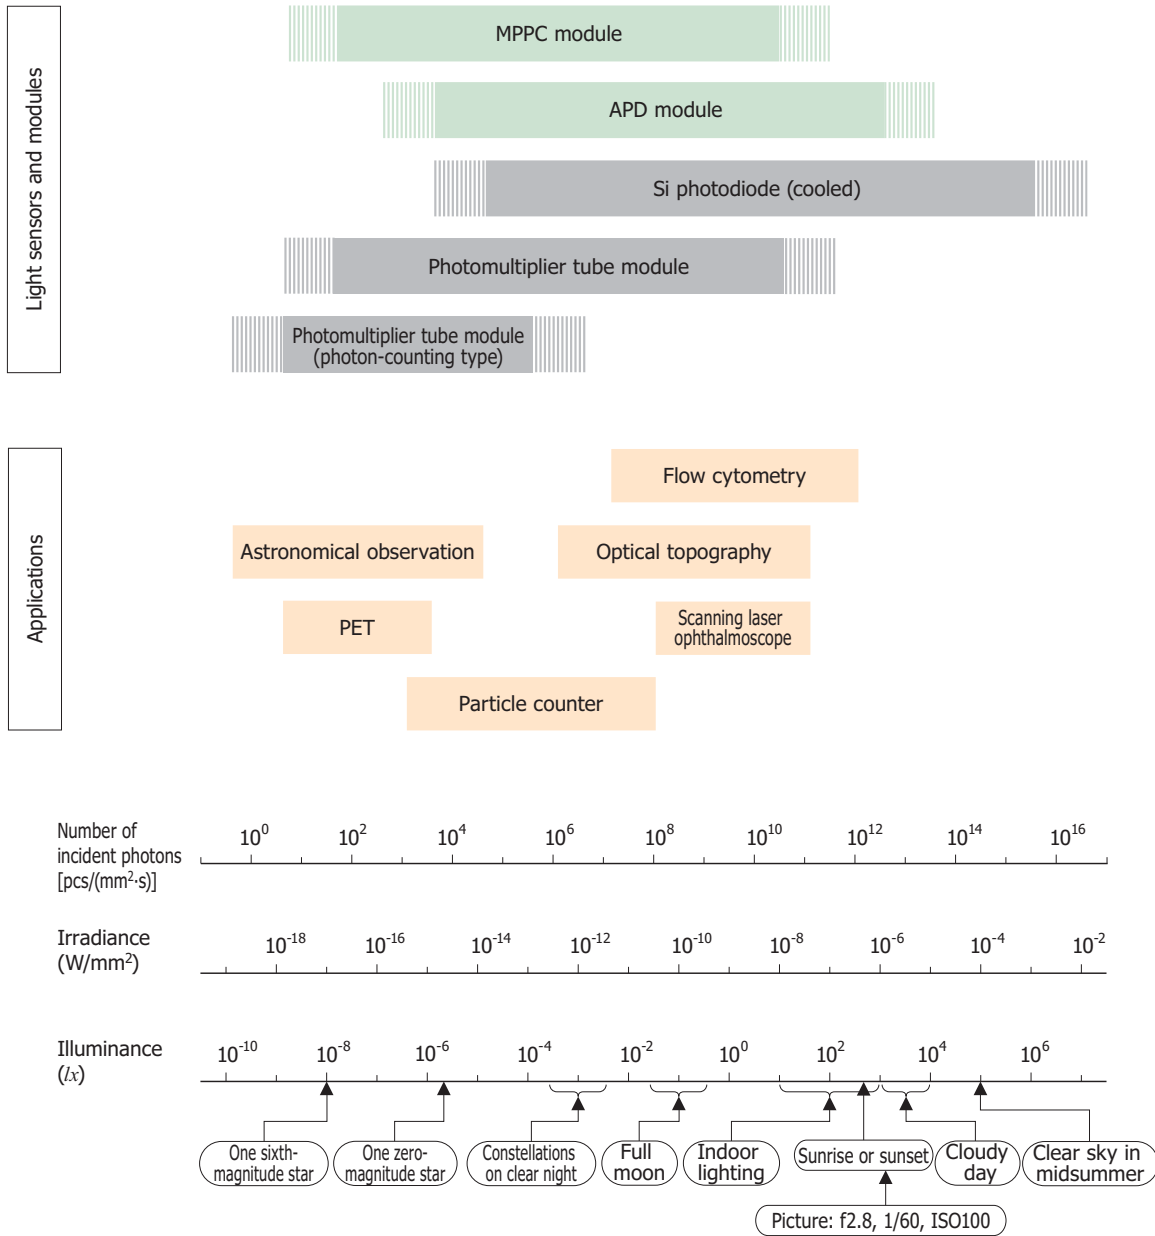 Light sensors and modules
MPPC module
APD module
Si photodiode (cooled)
Photomultiplier tube module
Photomultiplier tube module
(photon-counting type)
Applications
Flow cytometry
Astronomical observation
Optical topography
PET
Scanning laser
ophthalmoscope
Particle counter
Number of
incident photons
[pcs/(mm²·s)]
10⁰ 10² 10⁴ 10⁶ 10⁸ 10¹⁰ 10¹² 10¹⁴ 10¹⁶
Irradiance
(W/mm²)
10⁻¹⁸ 10⁻¹⁶ 10⁻¹⁴ 10⁻¹² 10⁻¹⁰ 10⁻⁸ 10⁻⁶ 10⁻⁴ 10⁻²
Illuminance
(lx)
10⁻¹⁰ 10⁻⁸ 10⁻⁶ 10⁻⁴ 10⁻² 10⁰ 10² 10⁴ 10⁶
One sixth-
magnitude star
One zero-
magnitude star
Constellations
on clear night
Full
moon
Indoor
lighting
Sunrise or sunset
Cloudy
day
Clear sky in
midsummer
Picture: f2.8, 1/60, ISO100